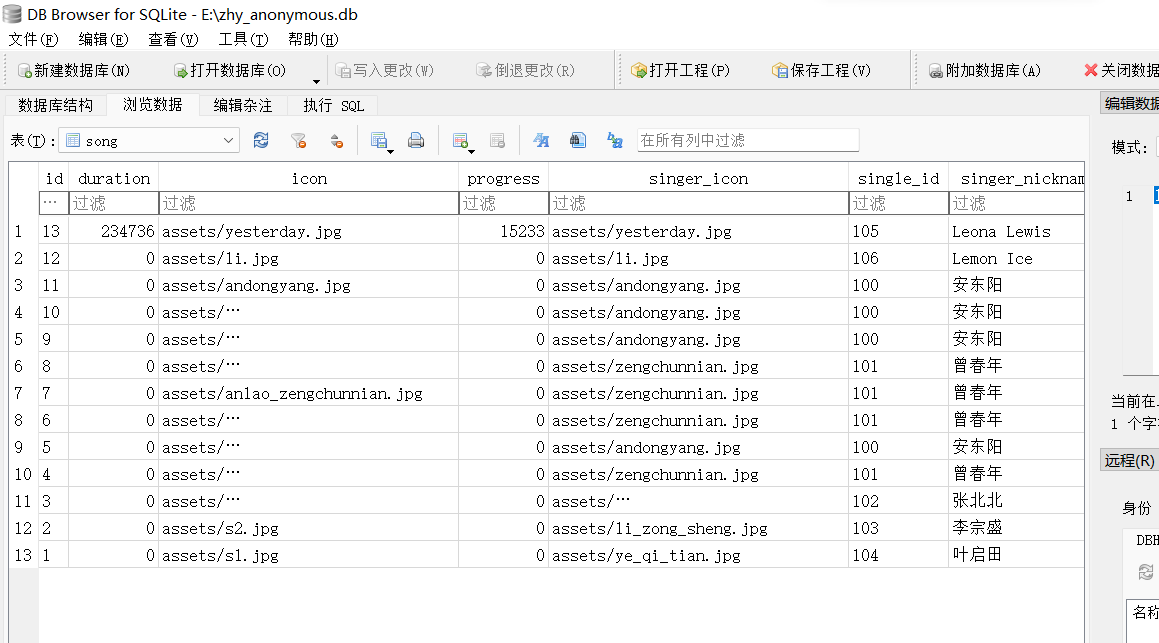 DB Browser for SQLite - E:\zhy_anonymous.db
文件(F) 编辑(E) 查看(V) 工具(T) 帮助(H)
新建数据库(N) 打开数据库(O) 写入更改(W) 倒退更改(R) 打开工程(P) 保存工程(V) 附加数据库(A) 关闭数据
数据库结构 浏览数据 编辑杂注 执行 SQL 编辑数据
表(T): song 在所有列中过滤 模式:
id duration icon progress singer_icon single_id singer_nicknam
… 过滤 过滤 过滤 过滤 过滤 过滤 1
1 13 234736 assets/yesterday.jpg 15233 assets/yesterday.jpg 105 Leona Lewis
2 12 0 assets/li.jpg 0 assets/li.jpg 106 Lemon Ice
3 11 0 assets/andongyang.jpg 0 assets/andongyang.jpg 100 安东阳
4 10 0 assets/… 0 assets/andongyang.jpg 100 安东阳
5 9 0 assets/… 0 assets/andongyang.jpg 100 安东阳
6 8 0 assets/… 0 assets/zengchunnian.jpg 101 曾春年
7 7 0 assets/anlao_zengchunnian.jpg 0 assets/zengchunnian.jpg 101 曾春年
当前在
8 6 0 assets/… 0 assets/zengchunnian.jpg 101 曾春年
1 个字
9 5 0 assets/… 0 assets/andongyang.jpg 100 安东阳
远程(R)
10 4 0 assets/… 0 assets/zengchunnian.jpg 101 曾春年
11 3 0 assets/… 0 assets/… 102 张北北
身份
12 2 0 assets/s2.jpg 0 assets/li_zong_sheng.jpg 103 李宗盛
DBH
13 1 0 assets/s1.jpg 0 assets/ye_qi_tian.jpg 104 叶启田
名称